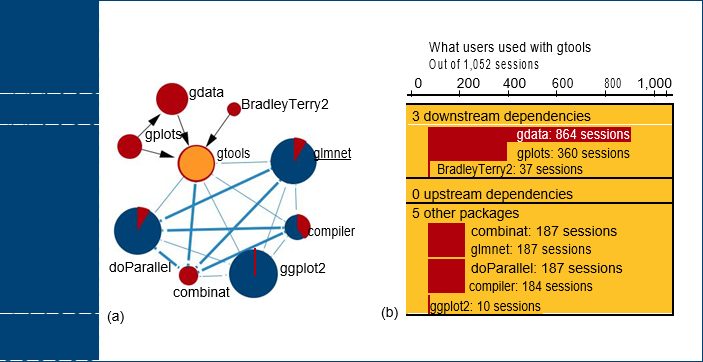 gdata
BradleyTerry2
gplots
gtools
glmnet
compiler
doParallel
ggplot2
combinat
(a)
What users used with gtools
Out of 1,052 sessions
0 200 400 600 800 1,000
3 downstream dependencies
gdata: 864 sessions
gplots: 360 sessions
BradleyTerry2: 37 sessions
0 upstream dependencies
5 other packages
combinat: 187 sessions
glmnet: 187 sessions
doParallel: 187 sessions
compiler: 184 sessions
ggplot2: 10 sessions
(b)